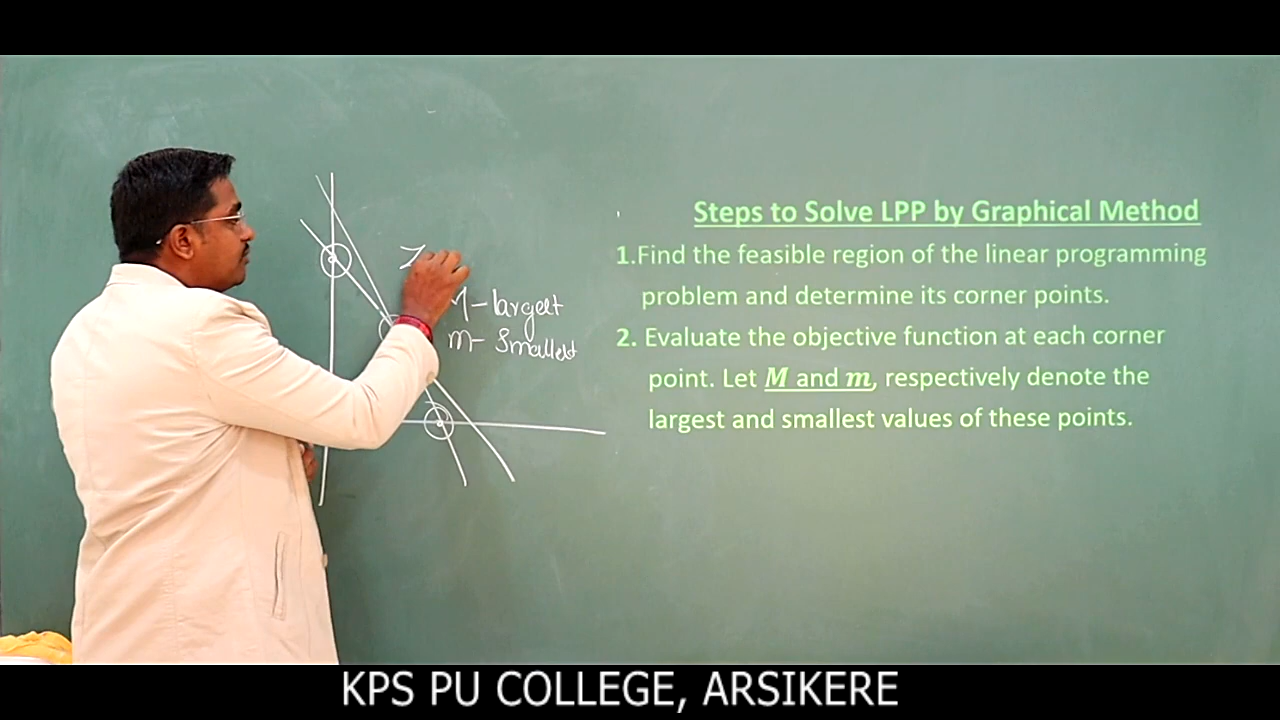 Z
M - largest
m - Smallest
Steps to Solve LPP by Graphical Method
1.Find the feasible region of the linear programming
problem and determine its corner points.
2. Evaluate the objective function at each corner
point. Let M and m, respectively denote the
largest and smallest values of these points.
KPS PU COLLEGE, ARSIKERE